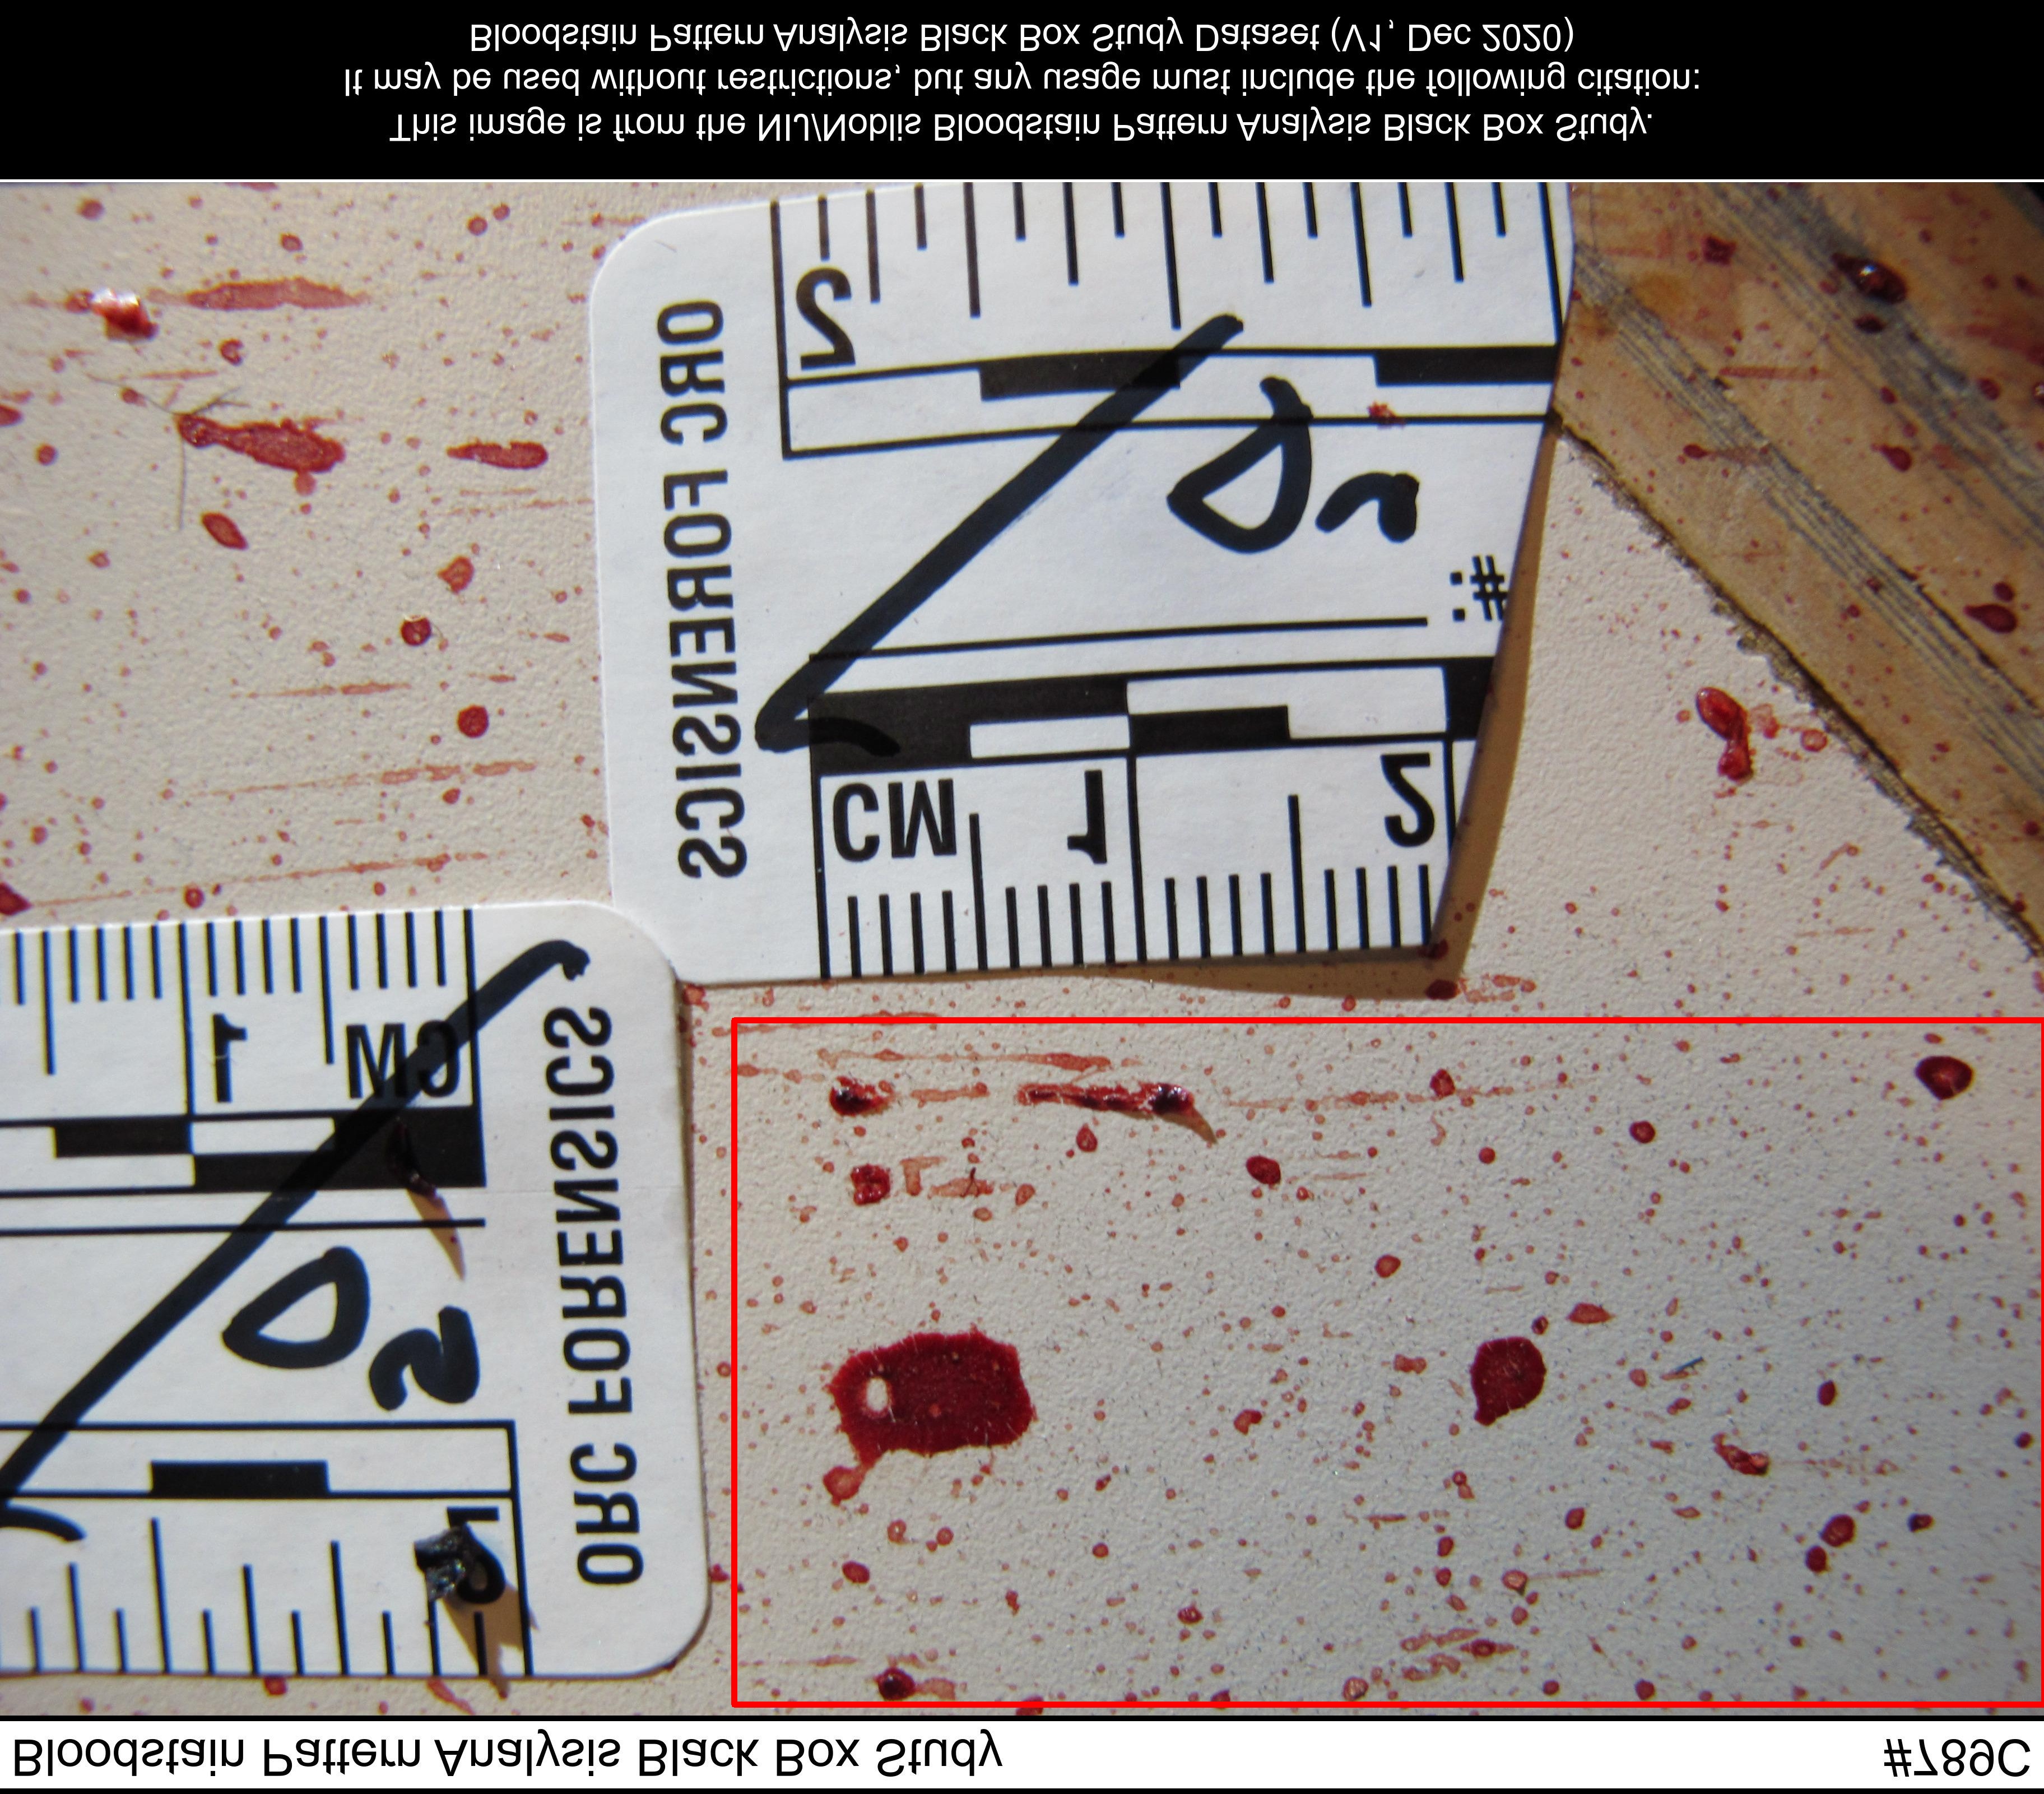 Bloodstain Pattern Analysis Black Box Study #789C
ORC FORENSICS
CM 1
ORC FORENSICS
CM 1 2
#:
2
This image is from the NIJ/Noblis Bloodstain Pattern Analysis Black Box Study.
It may be used without restrictions, but any usage must include the following citation:
Bloodstain Pattern Analysis Black Box Study Dataset (V1, Dec 2020)